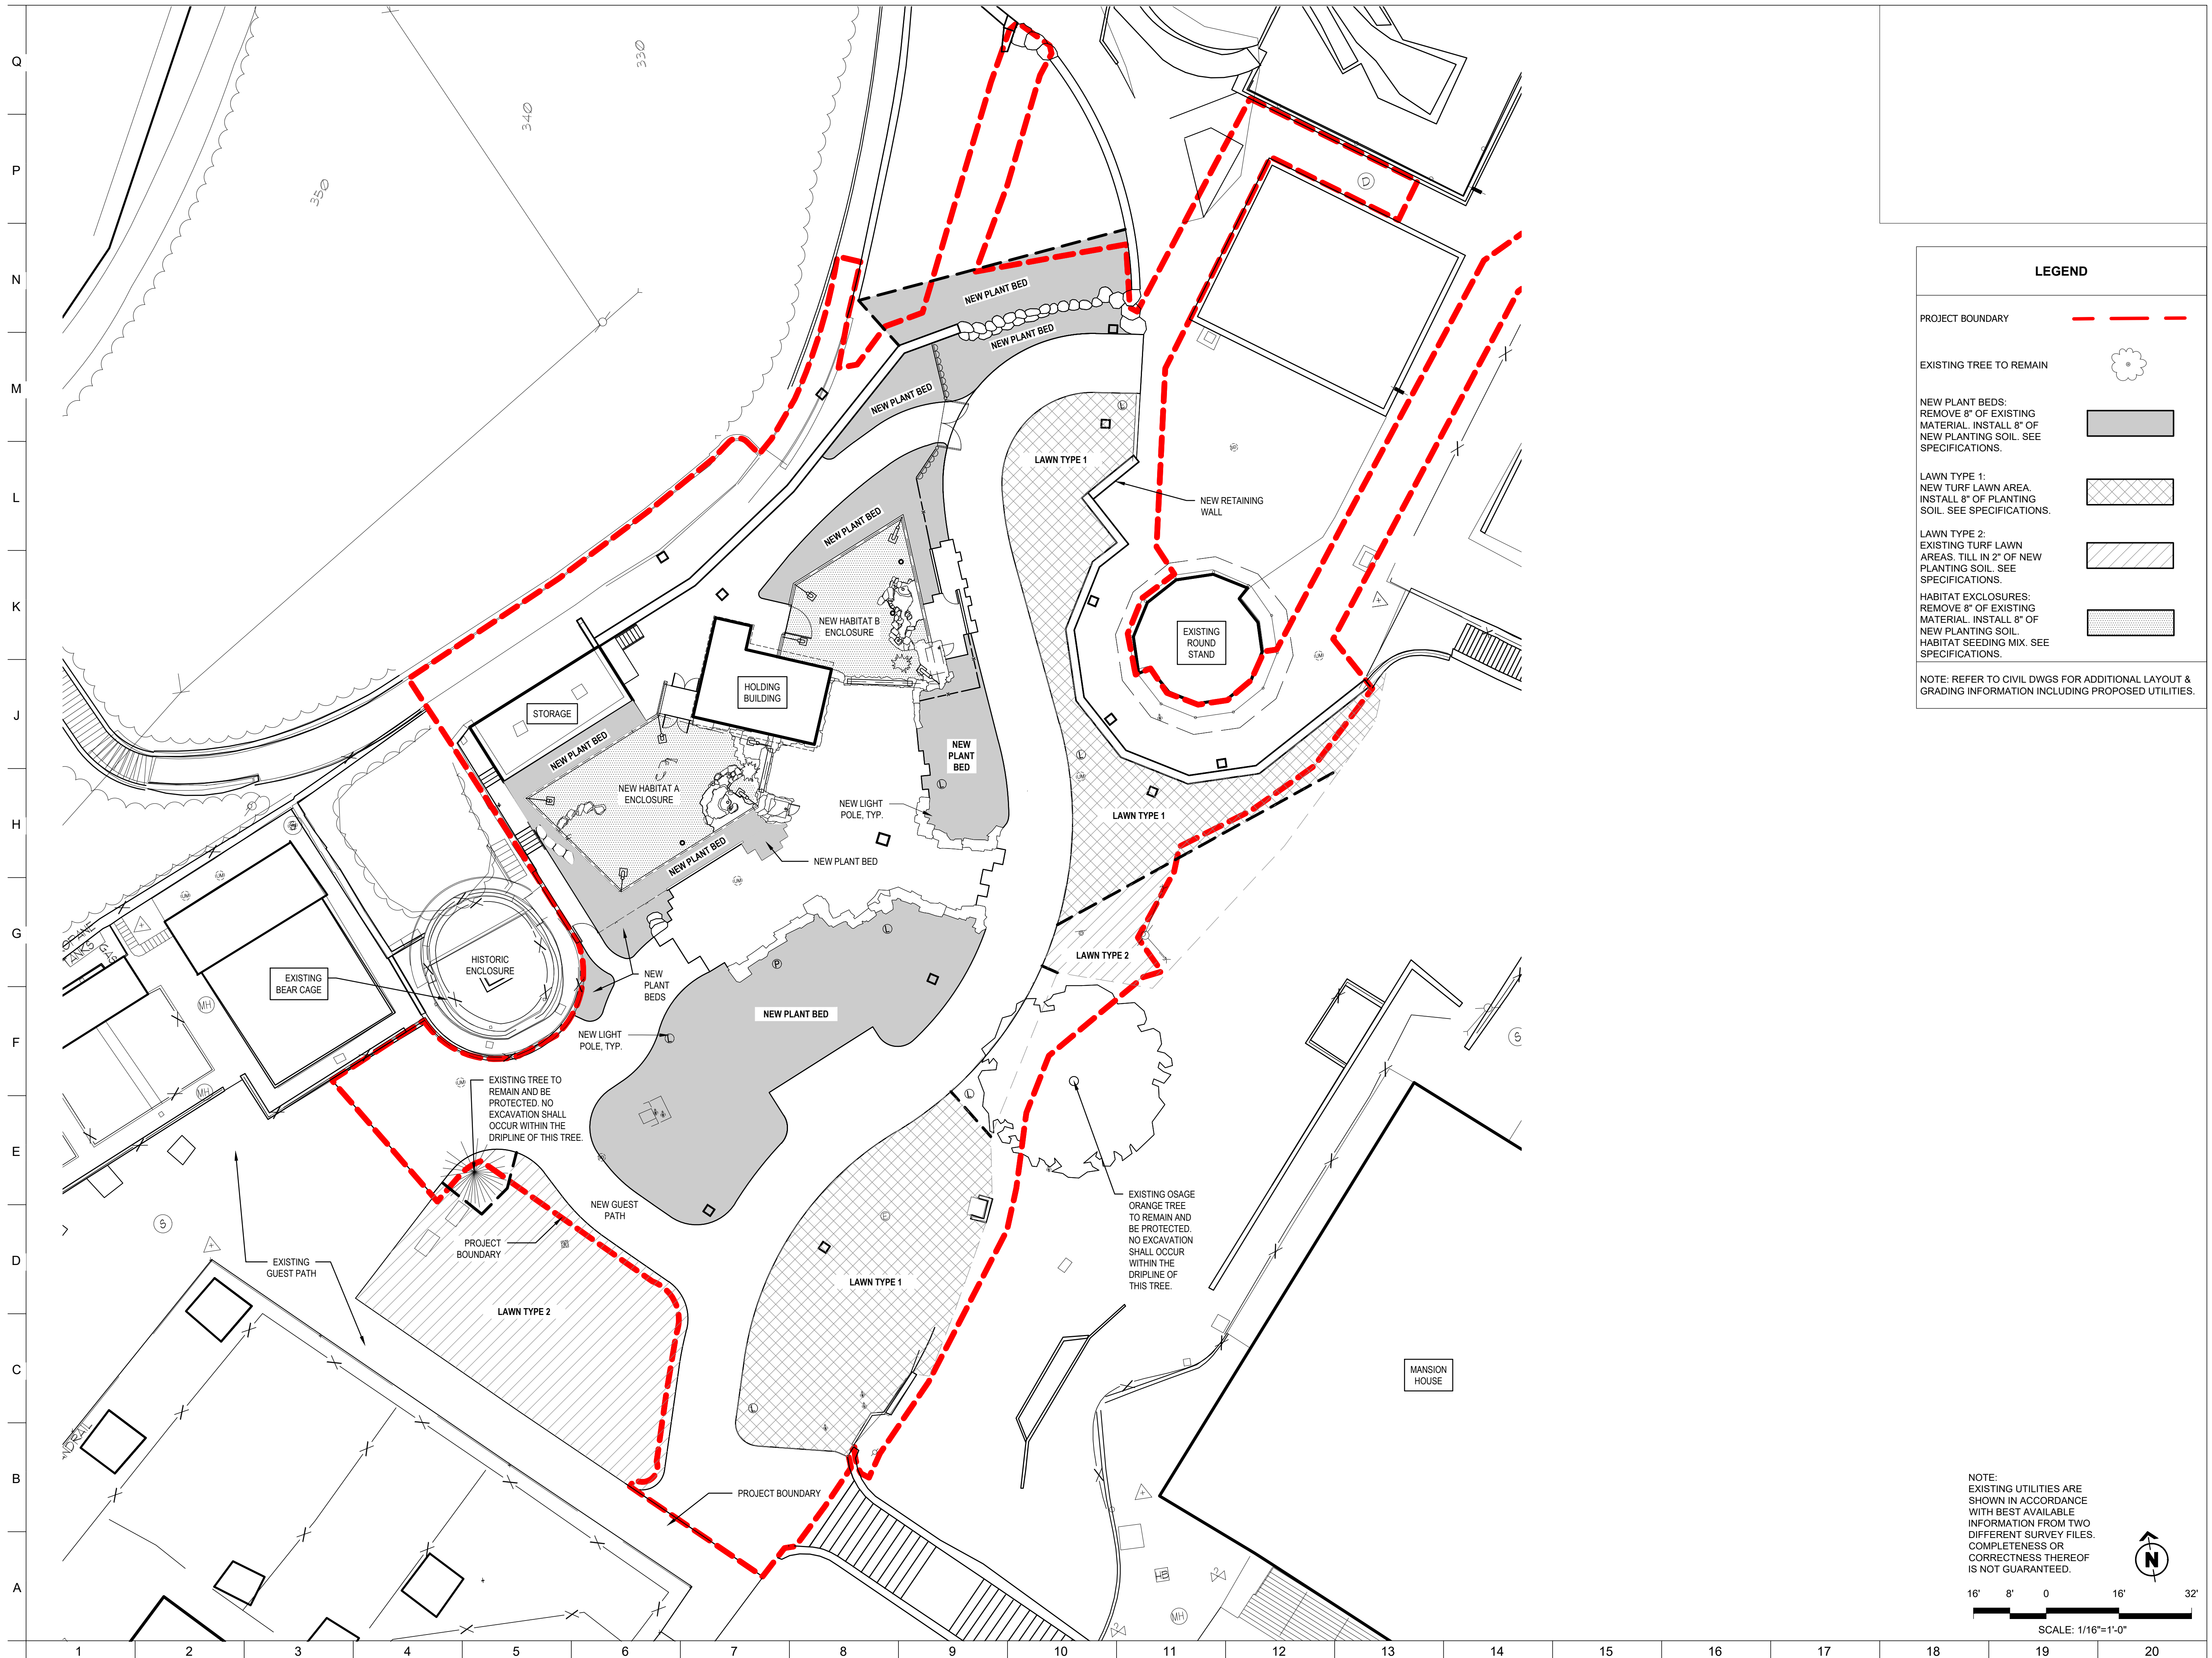 Q
P
N
M
L
K
J
H
G
F
E
D
C
B
A
1
2
3
4
5
6
7
8
9
10
11
12
13
14
15
16
17
18
19
20
330
340
350
NEW PLANT BED
NEW PLANT BED
NEW PLANT BED
NEW PLANT BED
D
L
LAWN TYPE 1
NEW RETAINING
WALL
NEW HABITAT B
ENCLOSURE
EXISTING
ROUND
STAND
HOLDING
BUILDING
STORAGE
NEW PLANT BED
NEW HABITAT A
ENCLOSURE
NEW PLANT BED
NEW
PLANT
BED
L
L
UM
UM
NEW LIGHT
POLE, TYP.
NEW PLANT BED
LAWN TYPE 1
UM
UM
UM
HISTORIC
ENCLOSURE
EXISTING
BEAR CAGE
NEW
PLANT
BEDS
L
P
NEW PLANT BED
LAWN TYPE 2
MH
MH
NEW LIGHT
POLE, TYP.
L
L
UM
S
EXISTING TREE TO
REMAIN AND BE
PROTECTED. NO
EXCAVATION SHALL
OCCUR WITHIN THE
DRIPLINE OF THIS TREE.
NEW GUEST
PATH
PROJECT
BOUNDARY
S
EXISTING
GUEST PATH
LAWN TYPE 2
E
LAWN TYPE 1
L
EXISTING OSAGE
ORANGE TREE
TO REMAIN AND
BE PROTECTED.
NO EXCAVATION
SHALL OCCUR
WITHIN THE
DRIPLINE OF
THIS TREE.
MANSION
HOUSE
PROJECT BOUNDARY
HB
MH
LEGEND
PROJECT BOUNDARY
EXISTING TREE TO REMAIN
NEW PLANT BEDS:
REMOVE 8" OF EXISTING
MATERIAL. INSTALL 8" OF
NEW PLANTING SOIL. SEE
SPECIFICATIONS.
LAWN TYPE 1:
NEW TURF LAWN AREA.
INSTALL 8" OF PLANTING
SOIL. SEE SPECIFICATIONS.
LAWN TYPE 2:
EXISTING TURF LAWN
AREAS. TILL IN 2" OF NEW
PLANTING SOIL. SEE
SPECIFICATIONS.
HABITAT EXCLOSURES:
REMOVE 8" OF EXISTING
MATERIAL. INSTALL 8" OF
NEW PLANTING SOIL.
HABITAT SEEDING MIX. SEE
SPECIFICATIONS.
NOTE: REFER TO CIVIL DWGS FOR ADDITIONAL LAYOUT &
GRADING INFORMATION INCLUDING PROPOSED UTILITIES.
NOTE:
EXISTING UTILITIES ARE
SHOWN IN ACCORDANCE
WITH BEST AVAILABLE
INFORMATION FROM TWO
DIFFERENT SURVEY FILES.
COMPLETENESS OR
CORRECTNESS THEREOF
IS NOT GUARANTEED.
N
16' 8' 0 16' 32'
SCALE: 1/16"=1'-0"